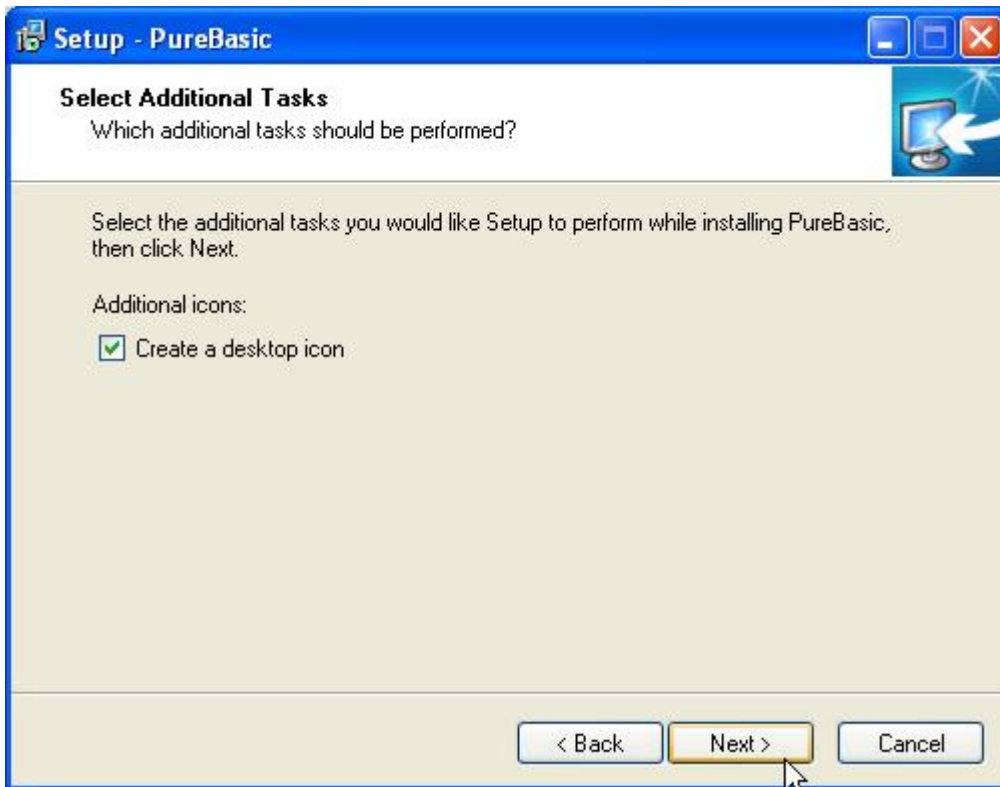 Setup - PureBasic
Select Additional Tasks
Which additional tasks should be performed?
Select the additional tasks you would like Setup to perform while installing PureBasic,
then click Next.
Additional icons:
Create a desktop icon
< Back Next > Cancel